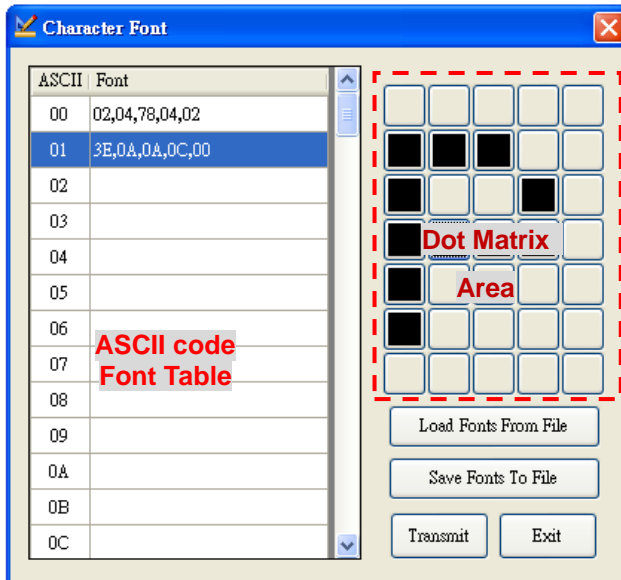 Character Font
ASCII Font
00 02,04,78,04,02
01 3E,0A,0A,0C,00
02
03
04
05
06
07
08
09
0A
0B
0C
ASCII code
Font Table
Dot Matrix
Area
Load Fonts From File
Save Fonts To File
Transmit Exit